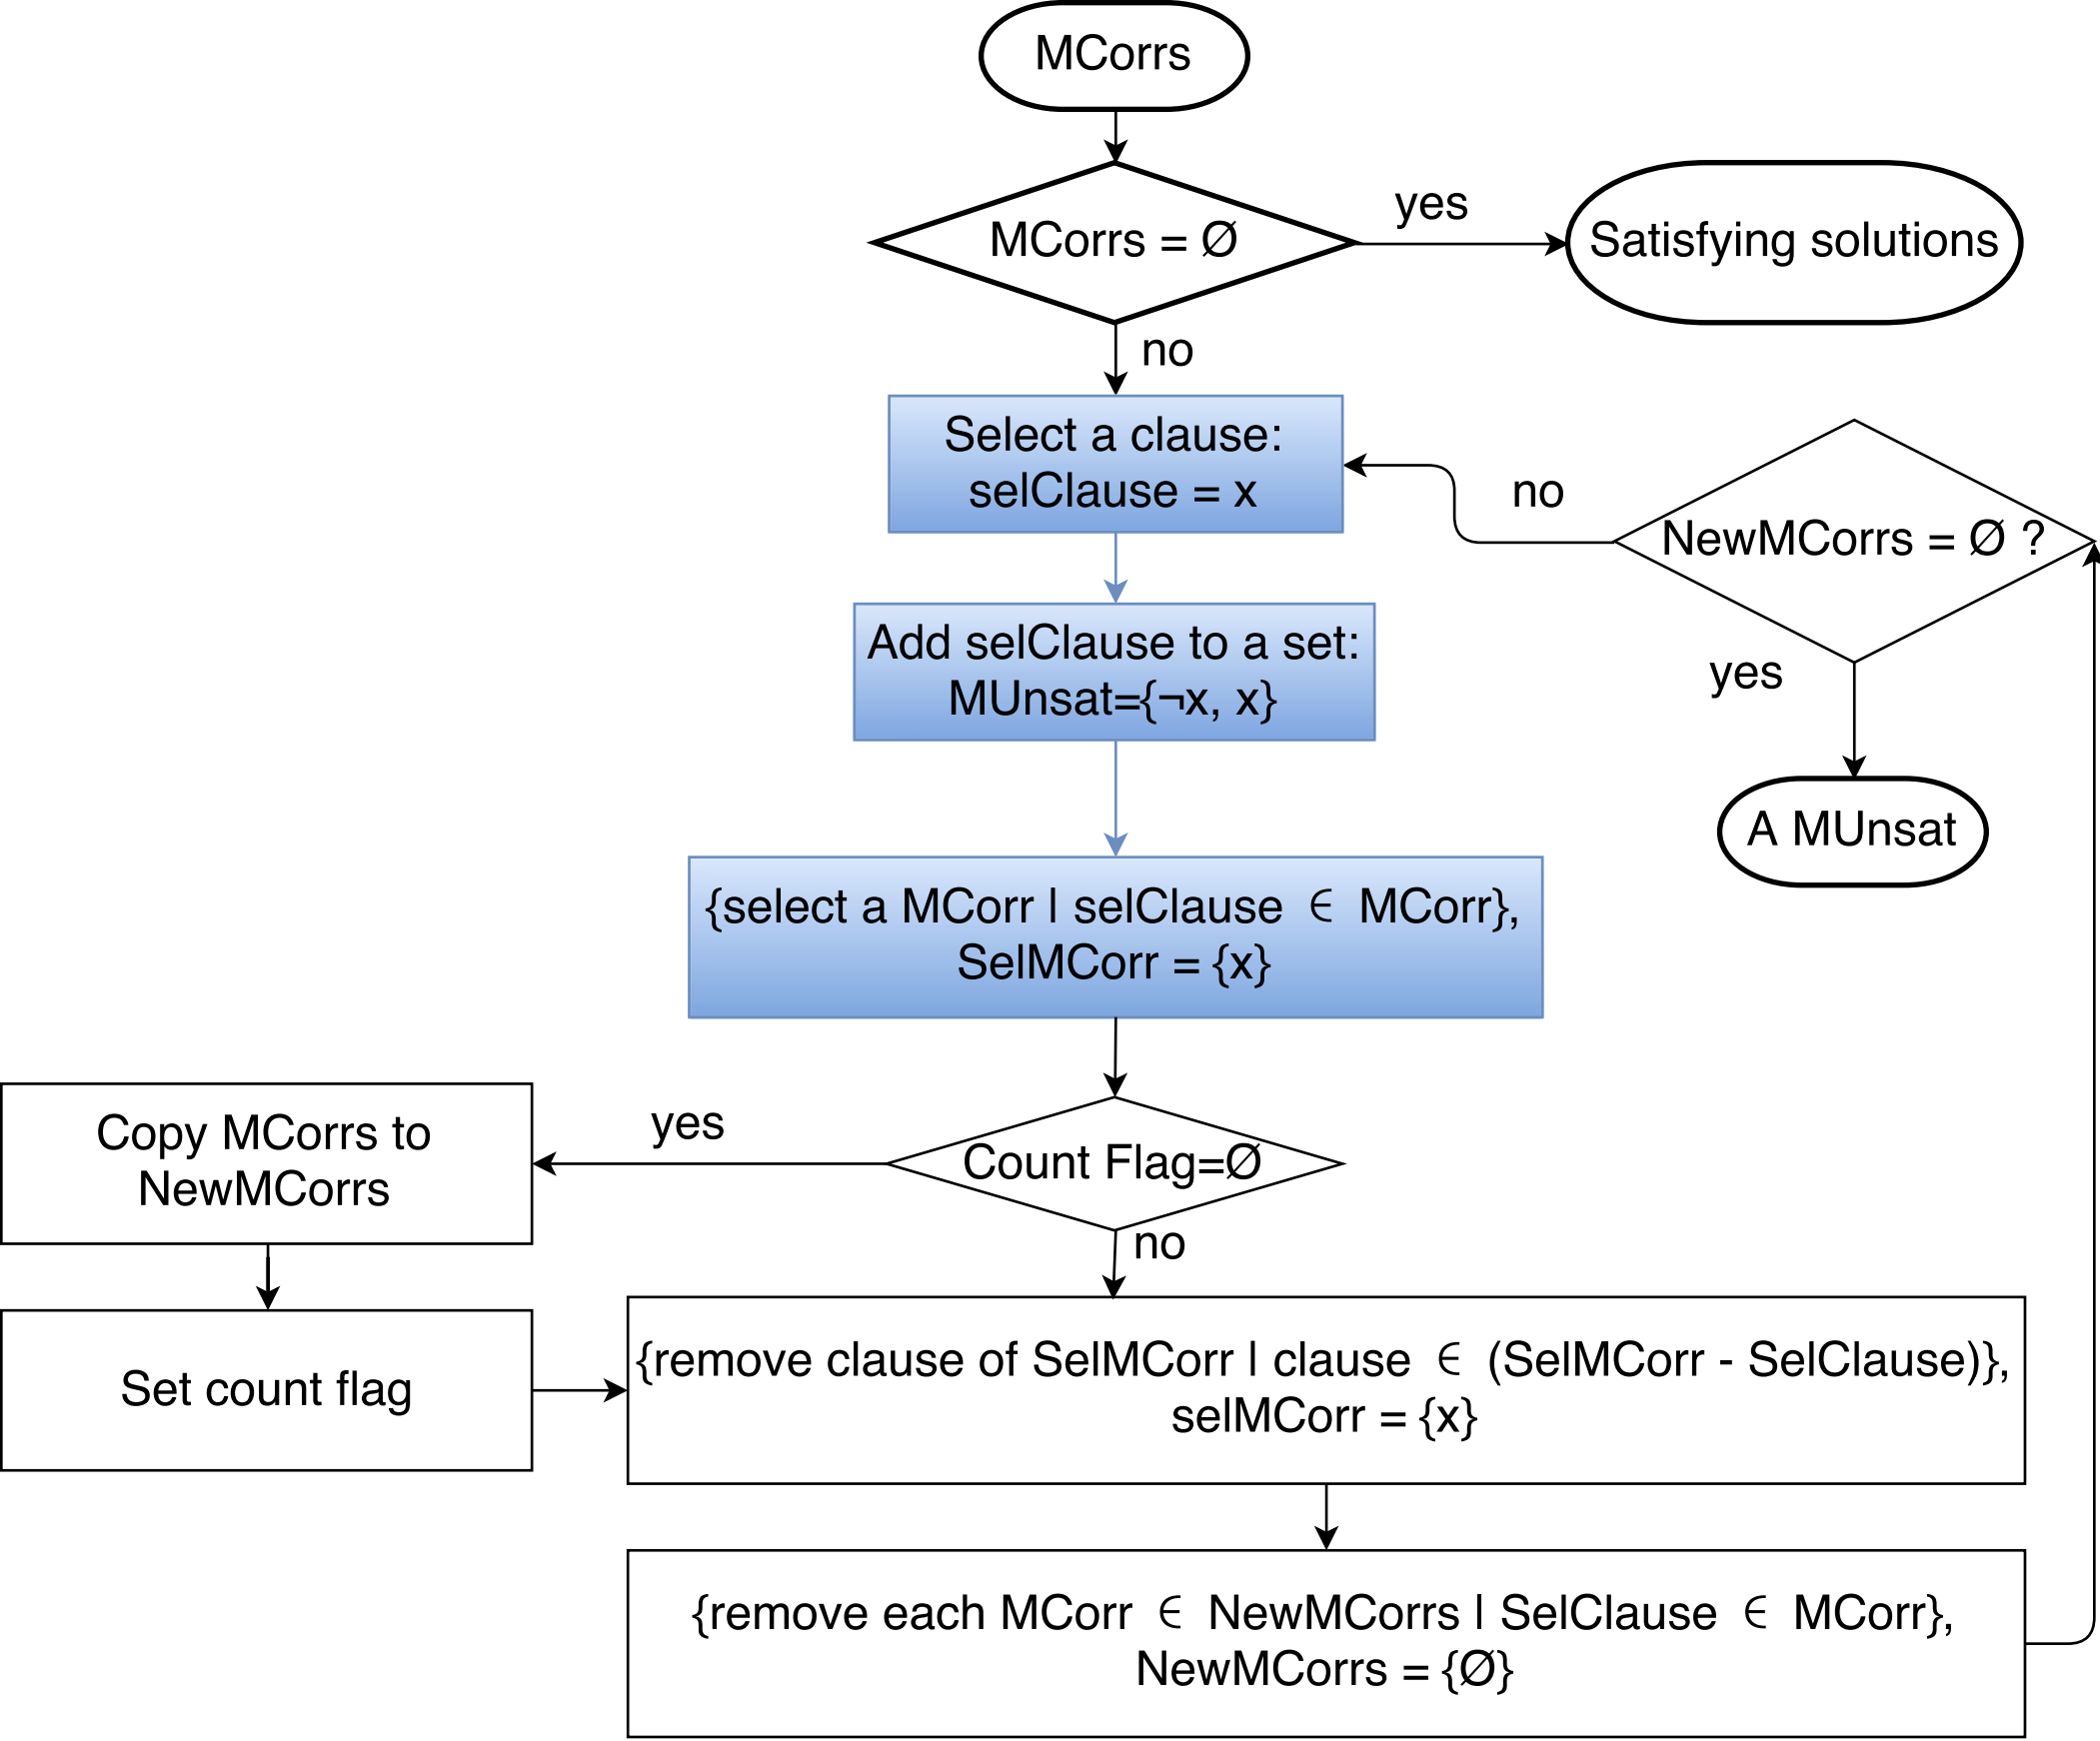 MCorrs
MCorrs = Ø
yes
Satisfying solutions
no
Select a clause:
selClause = x
no
NewMCorrs = Ø ?
Add selClause to a set:
MUnsat={¬x, x}
yes
A MUnsat
{select a MCorr | selClause ∈ MCorr},
SelMCorr = {x}
Copy MCorrs to
NewMCorrs
yes
Count Flag=Ø
no
Set count flag
{remove clause of SelMCorr | clause ∈ (SelMCorr - SelClause)},
selMCorr = {x}
{remove each MCorr ∈ NewMCorrs | SelClause ∈ MCorr},
NewMCorrs = {Ø}